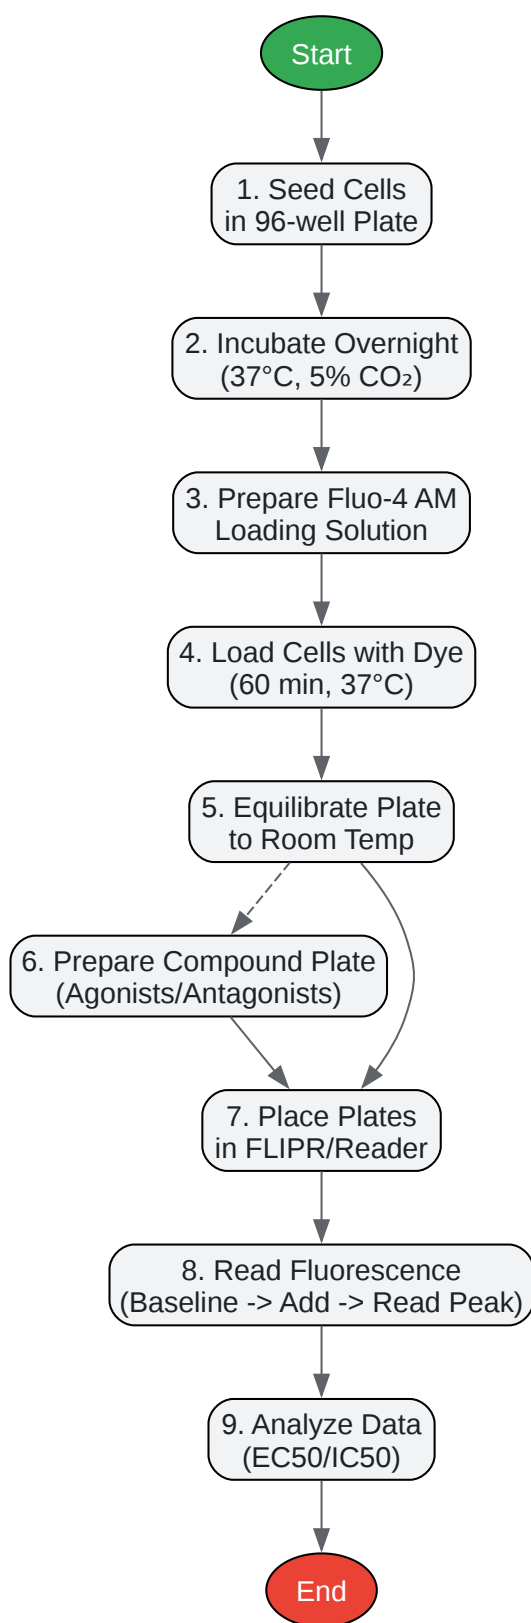 Start
1. Seed Cells
in 96-well Plate
2. Incubate Overnight
(37°C, 5% CO₂)
3. Prepare Fluo-4 AM
Loading Solution
4. Load Cells with Dye
(60 min, 37°C)
5. Equilibrate Plate
to Room Temp
6. Prepare Compound Plate
(Agonists/Antagonists)
7. Place Plates
in FLIPR/Reader
8. Read Fluorescence
(Baseline -> Add -> Read Peak)
9. Analyze Data
(EC50/IC50)
End